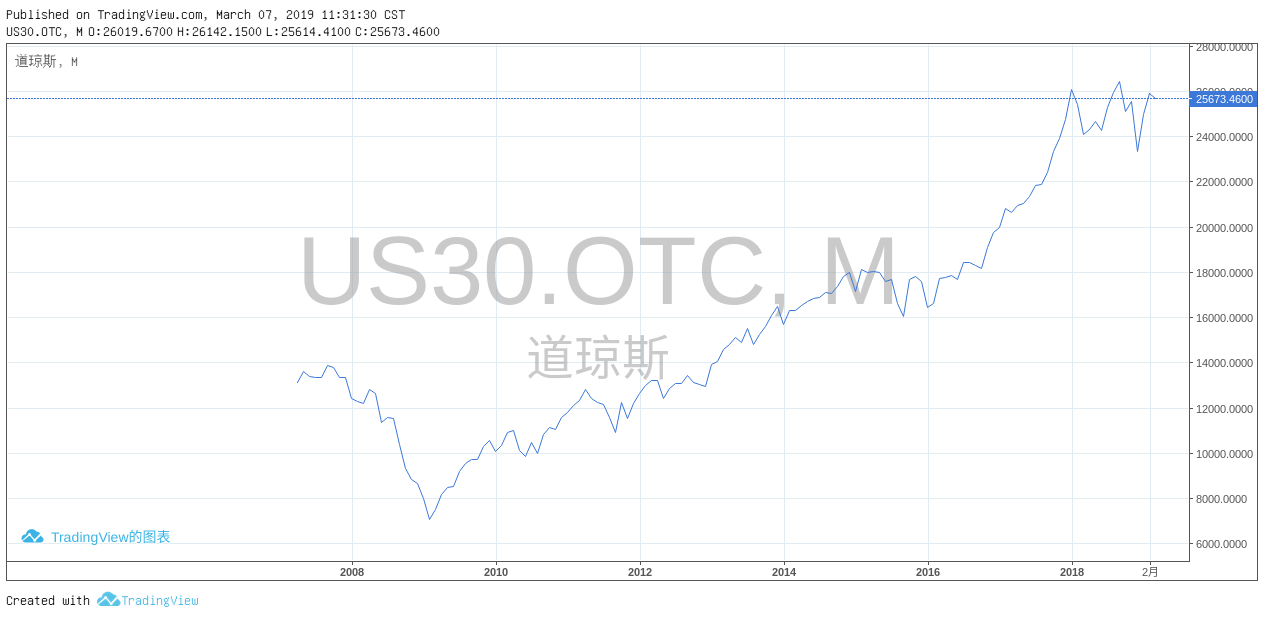 Published on TradingView.com, March 07, 2019 11:31:30 CST
US30.OTC, M O:26019.6700 H:26142.1500 L:25614.4100 C:25673.4600
道琼斯, M
28000.0000
26000.0000
25673.4600
24000.0000
22000.0000
20000.0000
US30.OTC, M
18000.0000
16000.0000
道琼斯
14000.0000
12000.0000
10000.0000
8000.0000
TradingView的图表
6000.0000
2008 2010 2012 2014 2016 2018 2月
Created with TradingView